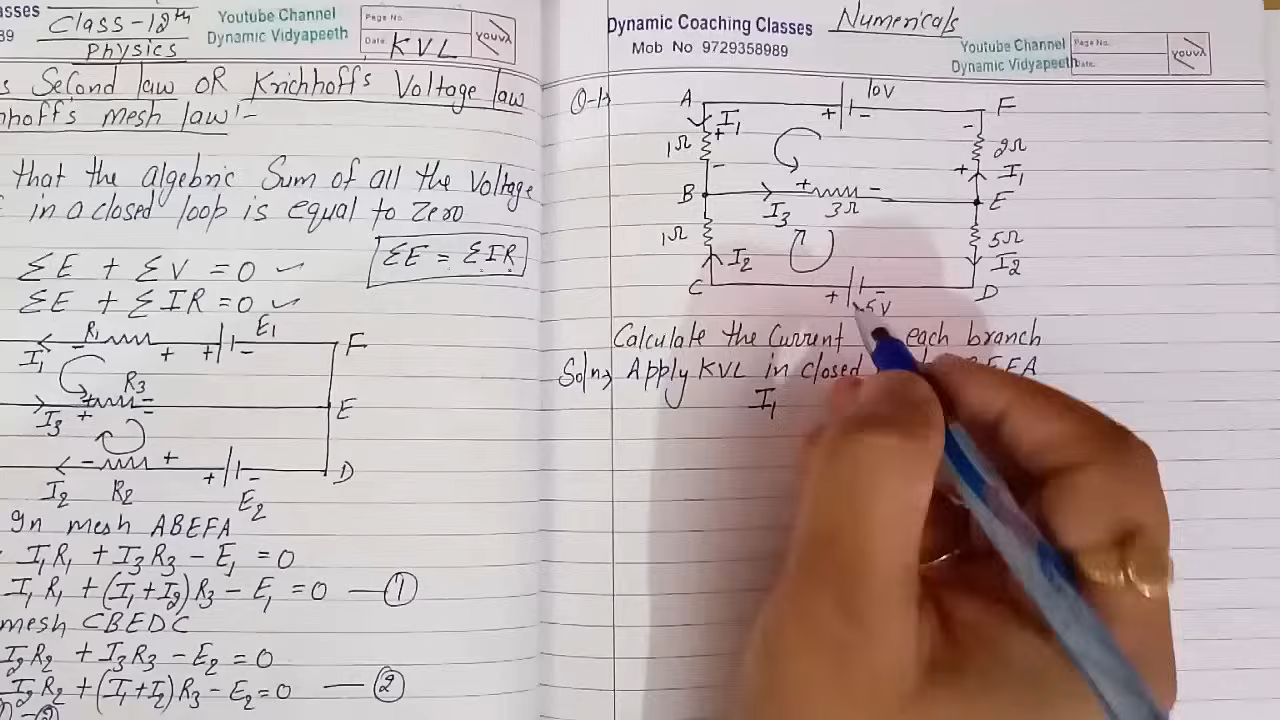 asses
89
Class-12th
Physics
Youtube Channel
Dynamic Vidyapeeth
Page No.
Date.
KVL
youva
s Second law OR Krichhoff's Voltage law
hhoff's mesh law:-
that the algebric Sum of all the Voltage
in a closed loop is equal to zero
ΣE + ΣV = 0
ΣE + ΣIR = 0
ΣE = ΣIR
R1
E1
I1
+
+
-
F
R3
I3
+
-
E
-
+
+
-
D
I2
R2
E2
In mesh ABEFA
I1R1 + I3R3 - E1 = 0
I1R1 + (I1+I2)R3 - E1 = 0 — ①
mesh CBEDC
I2R2 + I3R3 - E2 = 0
I2R2 + (I1+I2)R3 - E2 = 0 — ②
Dynamic Coaching Classes
Mob No 9729358989
Numericals
Youtube Channel
Dynamic Vidyapeeth
Page No.
Date.
youva
Q-1
A
10V
F
+
-
I1
+
-
1Ω
2Ω
-
+
I1
B
+
-
E
I3
3Ω
1Ω
5Ω
I2
I2
C
+
-
D
5V
Calculate the Current each branch
Soln Apply KVL in closed
I1